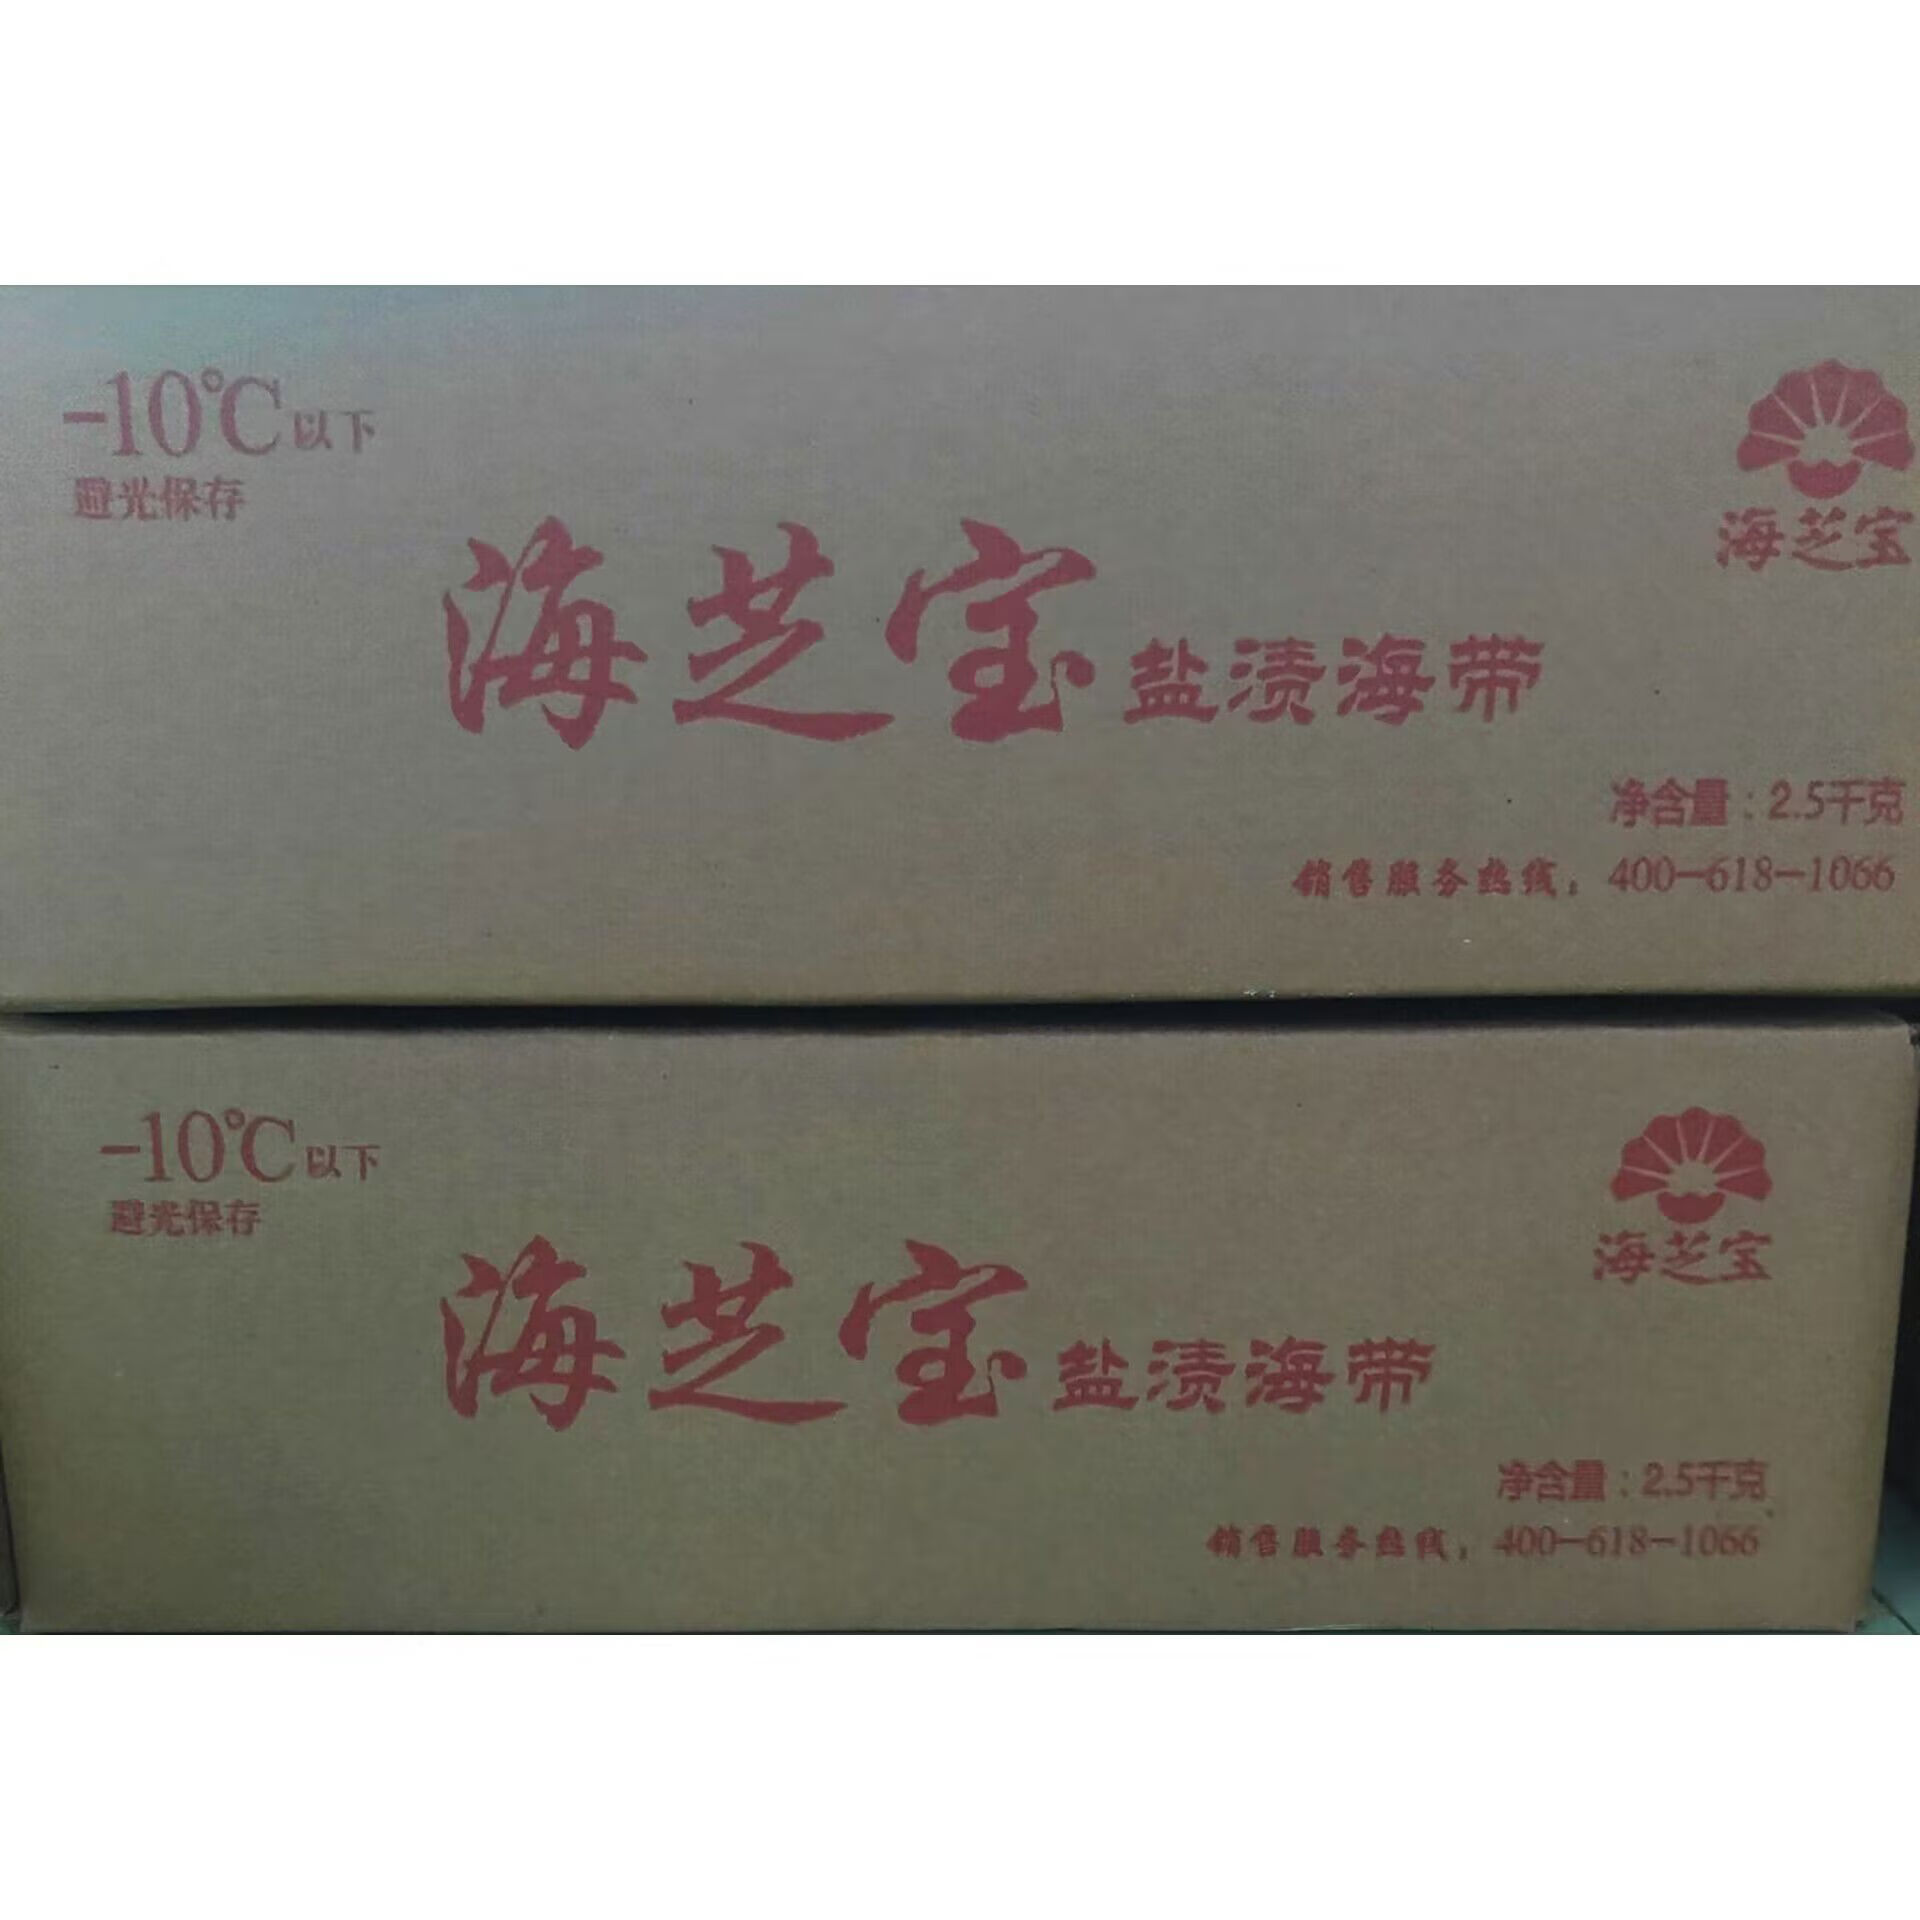 -10℃以下
避光保存
海芝宝
海芝宝 盐渍海带
净含量：2.5千克
销售服务热线：400-618-1066
-10℃以下
避光保存
海芝宝
海芝宝 盐渍海带
净含量：2.5千克
销售服务热线：400-618-1066